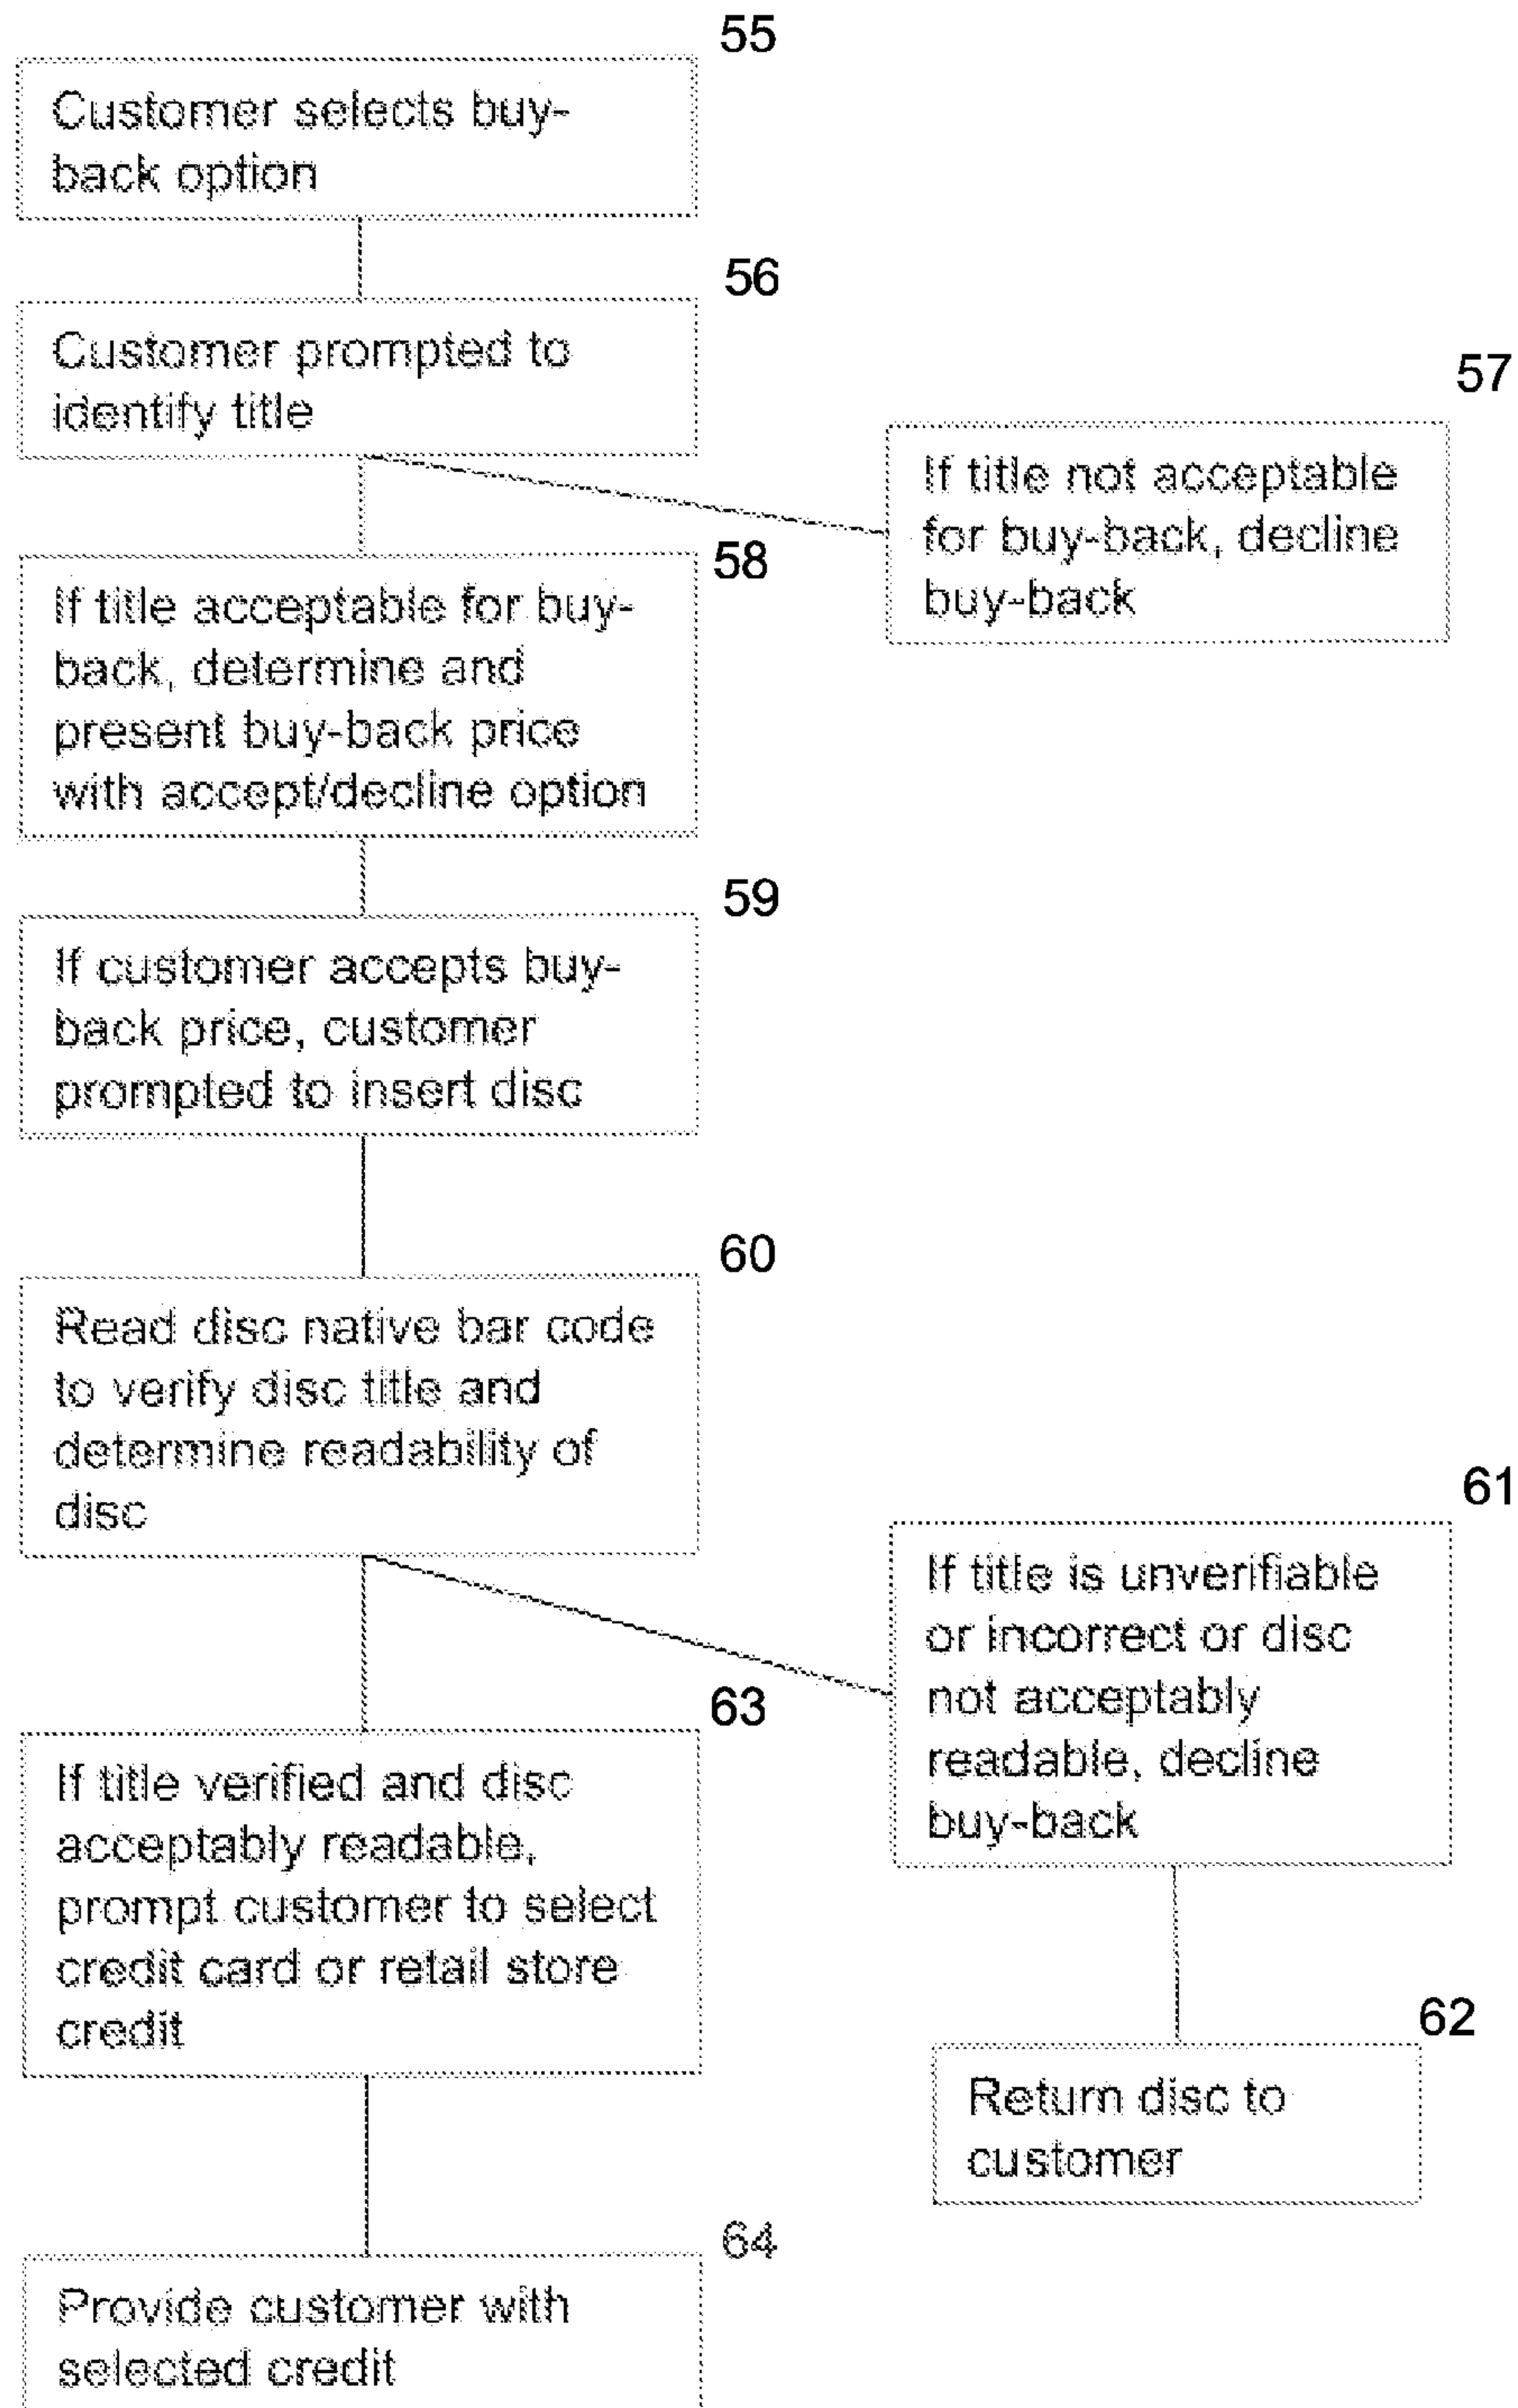 55
Customer selects buy-
back option
56
Customer prompted to
identify title
57
If title not acceptable
for buy-back, decline
buy-back
58
If title acceptable for buy-
back, determine and
present buy-back price
with accept/decline option
59
If customer accepts buy-
back price, customer
prompted to insert disc
60
Read disc native bar code
to verify disc title and
determine readability of
disc
61
If title is unverifiable
or incorrect or disc
not acceptably
readable, decline
buy-back
62
Return disc to
customer
63
If title verified and disc
acceptably readable,
prompt customer to select
credit card or retail store
credit
64
Provide customer with
selected credit